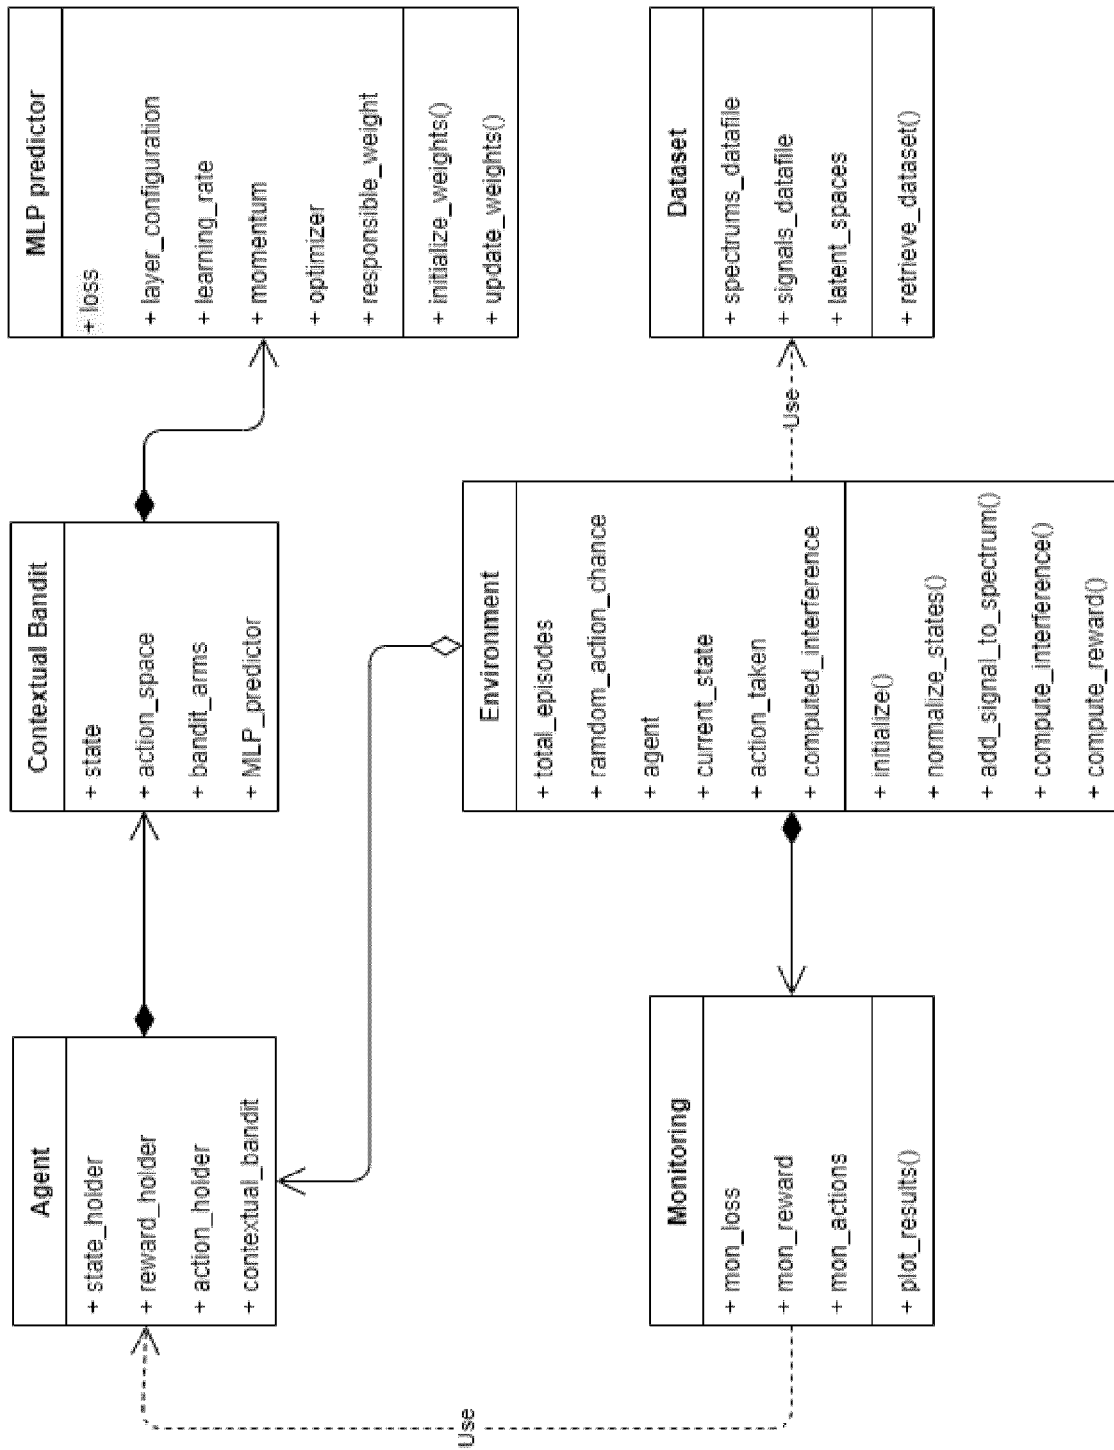 Agent
+ state_holder
+ reward_holder
+ action_holder
+ contextual_bandit
Contextual Bandit
+ state
+ action_space
+ bandit_arms
+ MLP_predictor
MLP predictor
+ loss
+ layer_configuration
+ learning_rate
+ momentum
+ optimizer
+ responsible_weight
+ initialize_weights()
+ update_weights()
Use
Monitoring
+ mon_loss
+ mon_reward
+ mon_actions
+ plot_results()
Environment
+ total_episodes
+ ramdom_action_chance
+ agent
+ current_state
+ action_taken
+ computed_interference
+ initialize()
+ normalize_states()
+ add_signal_to_spectrum()
+ compute_interference()
+ compute_reward()
Use
Dataset
+ spectrums_datafile
+ signals_datafile
+ latent_spaces
+ retrieve_dataset()